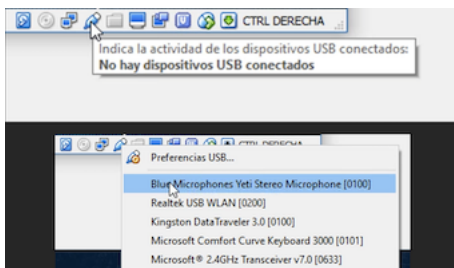 CTRL DERECHA
Indica la actividad de los dispositivos USB conectados:
No hay dispositivos USB conectados
CTRL DERECHA
Preferencias USB...
Blue Microphones Yeti Stereo Microphone [0100]
Realtek USB WLAN [0200]
Kingston DataTraveler 3.0 [0100]
Microsoft Comfort Curve Keyboard 3000 [0101]
Microsoft® 2.4GHz Transceiver v7.0 [0633]